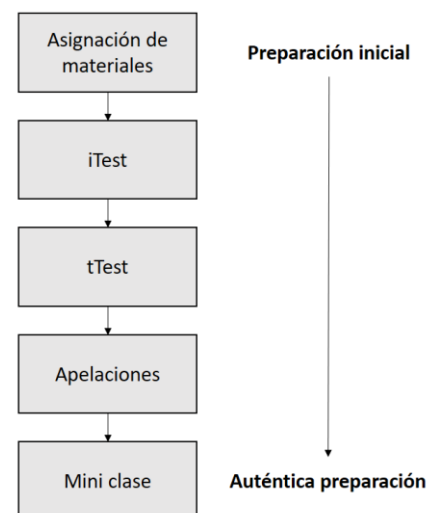 Asignación de
materiales
Preparación inicial
iTest
tTest
Apelaciones
Mini clase
Auténtica preparación